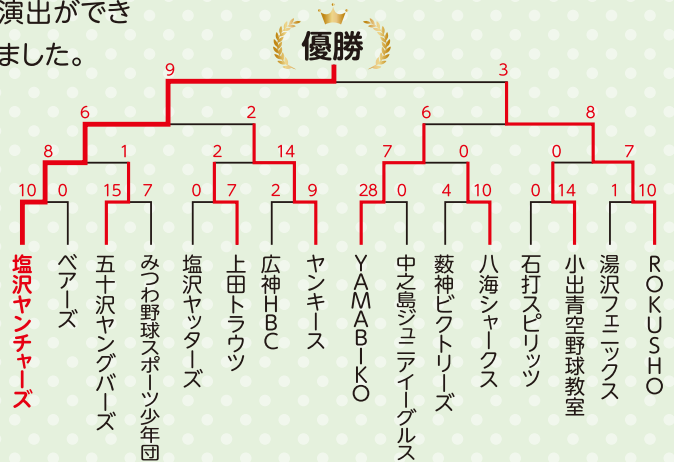 演出ができ
ました。
優勝
9 3
6 2 6 8
8 1 2 14 7 0 0 7
10 0 15 7 0 7 2 9 28 0 4 10 0 14 1 10
塩沢ヤンチャーズ
ベアーズ
五十沢ヤングバーズ
みつわ野球スポーツ少年団
塩沢ヤッターズ
上田トラウツ
広神HBC
ヤンキース
YAMABIKO
中之島ジュニアイーグルス
薮神ビクトリーズ
八海シャークス
石打スピリッツ
小出青空野球教室
湯沢フェニックス
ROKUSHO